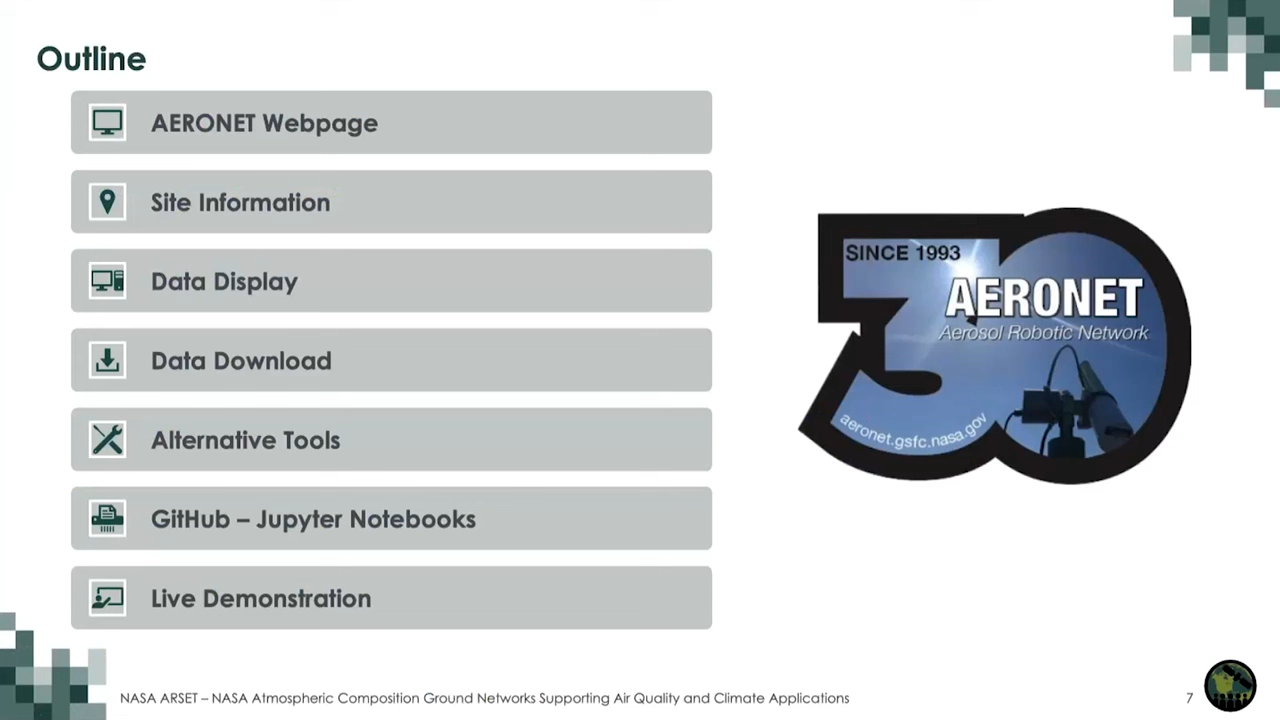 Outline
AERONET Webpage
Site Information
Data Display
Data Download
Alternative Tools
GitHub – Jupyter Notebooks
Live Demonstration
30
SINCE 1993
AERONET
Aerosol Robotic Network
aeronet.gsfc.nasa.gov
NASA ARSET – NASA Atmospheric Composition Ground Networks Supporting Air Quality and Climate Applications
7